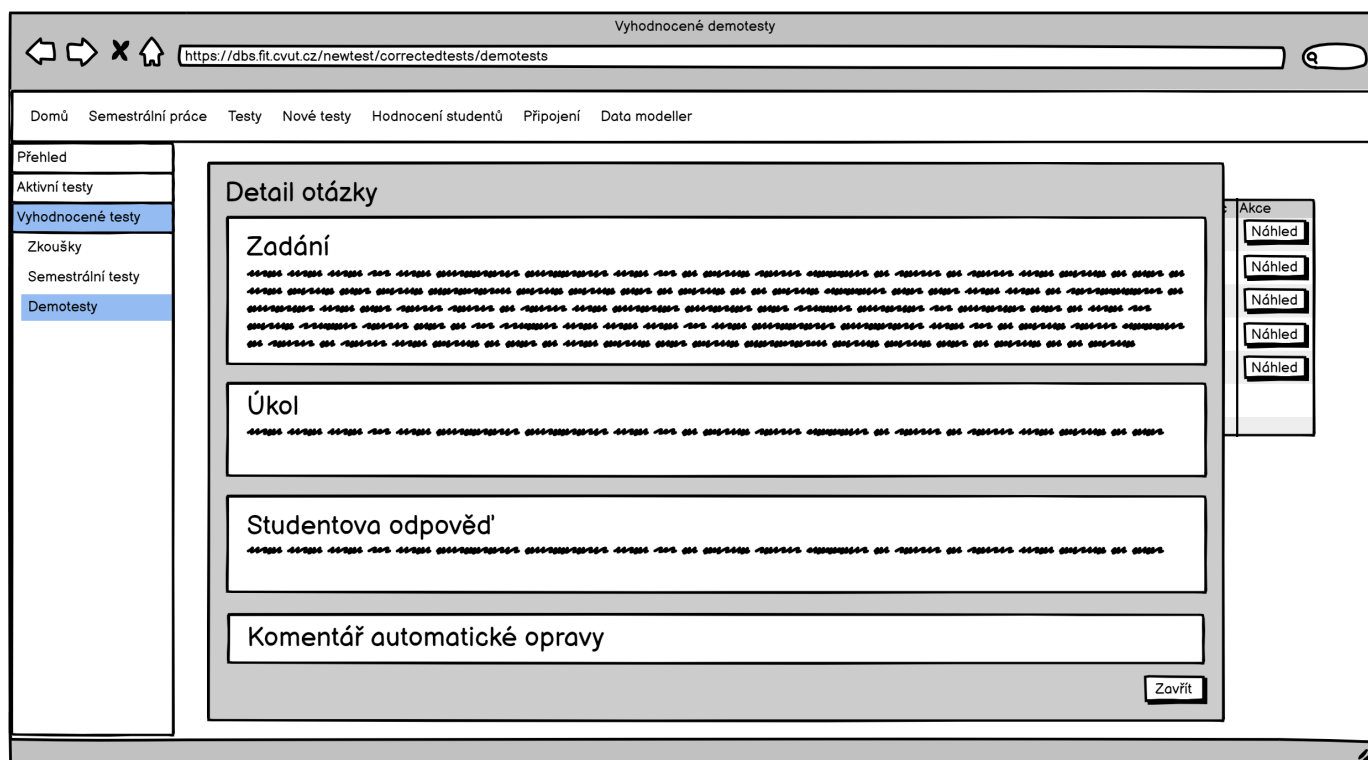 Vyhodnocené demotesty
https://dbs.fit.cvut.cz/newtest/correctedtests/demotests
Domů Semestrální práce Testy Nové testy Hodnocení studentů Připojení Data modeller
Přehled
Aktivní testy
Vyhodnocené testy
Zkoušky
Semestrální testy
Demotesty
Detail otázky
Zadání
Úkol
Studentova odpověď
Komentář automatické opravy
Zavřít
Akce
Náhled
Náhled
Náhled
Náhled
Náhled